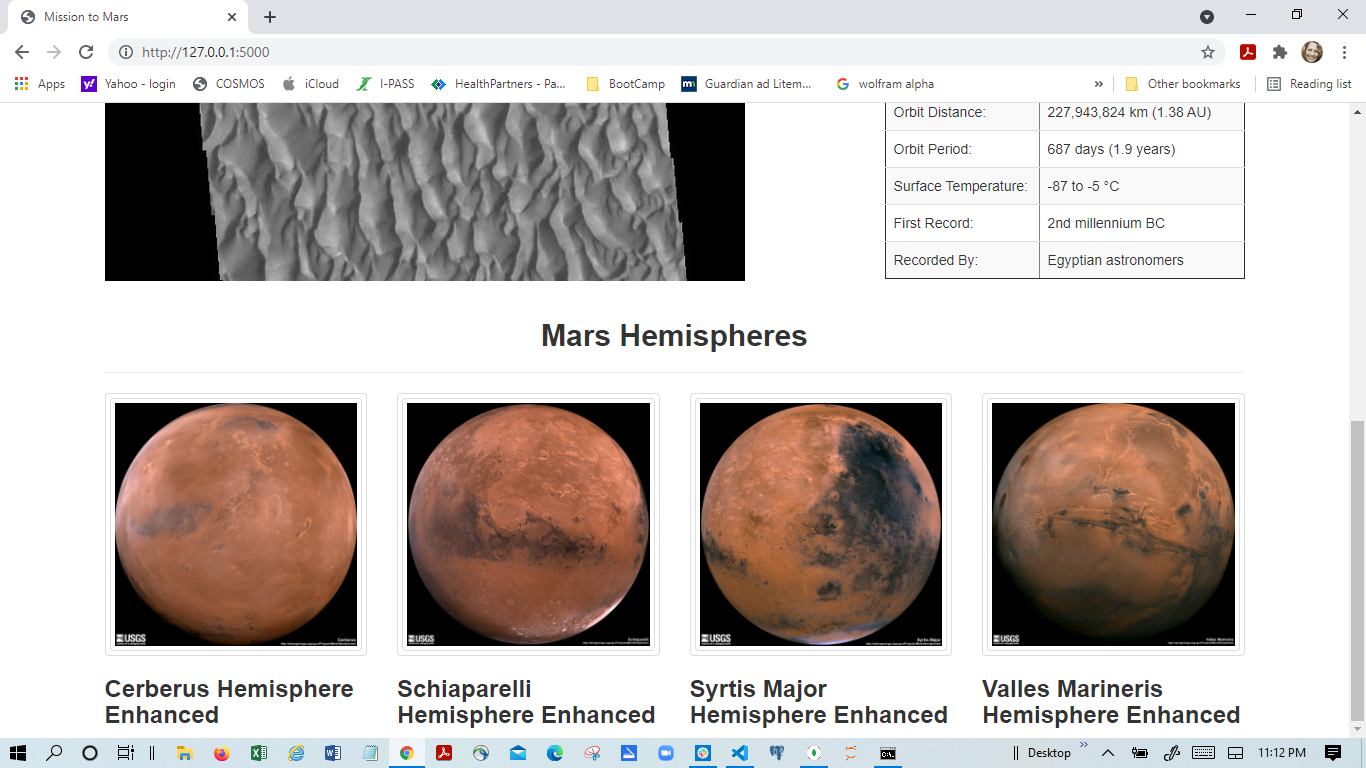 Mission to Mars
http://127.0.0.1:5000
Apps
Yahoo - login
COSMOS
iCloud
I-PASS
HealthPartners - Pa...
BootCamp
mn
Guardian ad Litem...
wolfram alpha
»
Other bookmarks
Reading list
Orbit Distance: 227,943,824 km (1.38 AU)
Orbit Period: 687 days (1.9 years)
Surface Temperature: -87 to -5 °C
First Record: 2nd millennium BC
Recorded By: Egyptian astronomers
Mars Hemispheres
USGS
Cerberus
USGS
Schiaparelli
USGS
Syrtis Major
USGS
Valles Marineris
Cerberus Hemisphere
Enhanced
Schiaparelli
Hemisphere Enhanced
Syrtis Major
Hemisphere Enhanced
Valles Marineris
Hemisphere Enhanced
Desktop
»
11:12 PM